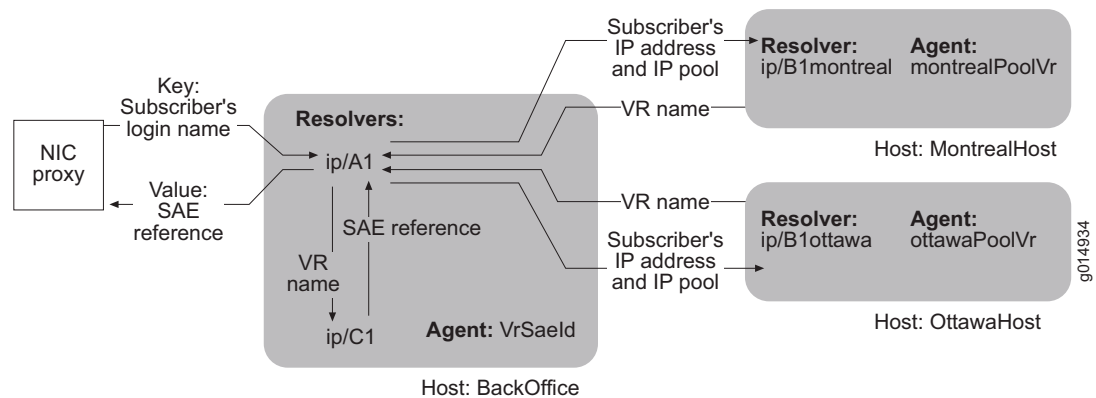 Key:
Subscriber's
login name
NIC
proxy
Value:
SAE
reference
Resolvers:
ip/A1
SAE reference
VR
name
ip/C1
Agent: VrSaeId
Host: BackOffice
Subscriber's
IP address
and IP pool
VR name
VR name
Subscriber's
IP address
and IP pool
Resolver: Agent:
ip/B1montreal montrealPoolVr
Host: MontrealHost
Resolver: Agent:
ip/B1ottawa ottawaPoolVr
Host: OttawaHost
g014934